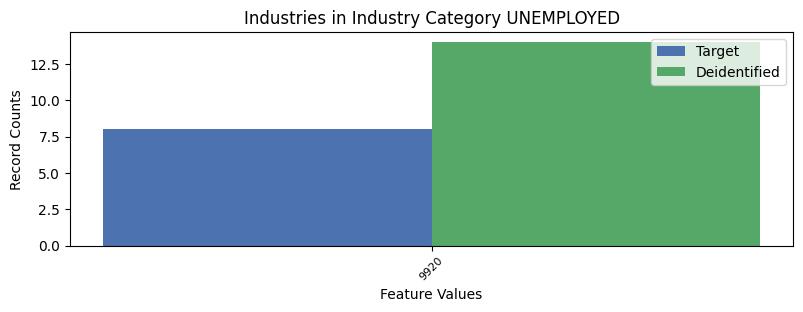 Industries in Industry Category UNEMPLOYED
Target
Deidentified
Record Counts
12.5
10.0
7.5
5.0
2.5
0.0
9920
Feature Values